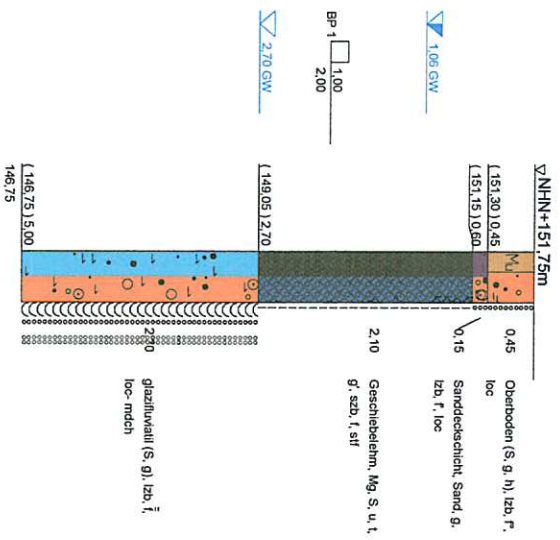 ▽ NHN+151,75m
1,06 GW
BP 1
1,00
2,00
2,70 GW
(151,30) 0,45
(151,15) 0,60
(149,05) 2,70
(146,75) 5,00
146,75
Mu
0,45
Oberboden (S, g, h), lzb, f",
loc
0,15
Sanddeckschicht, Sand, g,
lzb, f', loc
2,10
Geschiebelehm, Mg, S, u, t,
g', szb, f, stf
2,30
glazifluviatil (S, g), lzb, f̿,
loc- mdch